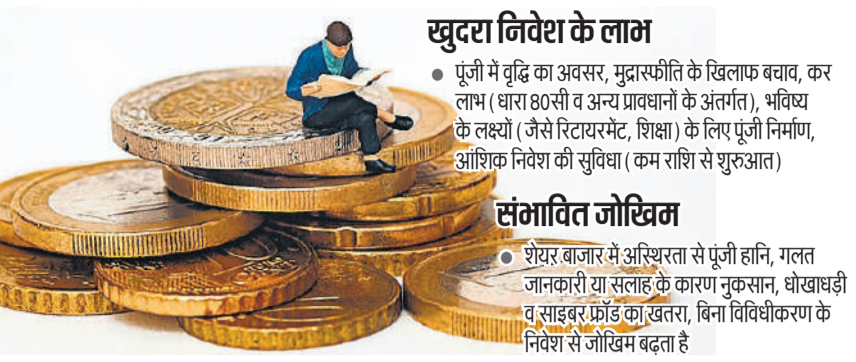 खुदरा निवेश के लाभ
● पूंजी में वृद्धि का अवसर, मुद्रास्फीति के खिलाफ बचाव, कर
लाभ (धारा 80सी व अन्य प्रावधानों के अंतर्गत), भविष्य
के लक्ष्यों (जैसे रिटायरमेंट, शिक्षा) के लिए पूंजी निर्माण,
आंशिक निवेश की सुविधा (कम राशि से शुरुआत)
संभावित जोखिम
● शेयर बाजार में अस्थिरता से पूंजी हानि, गलत
जानकारी या सलाह के कारण नुकसान, धोखाधड़ी
व साइबर फ्रॉड का खतरा, बिना विविधीकरण के
निवेश से जोखिम बढ़ता है